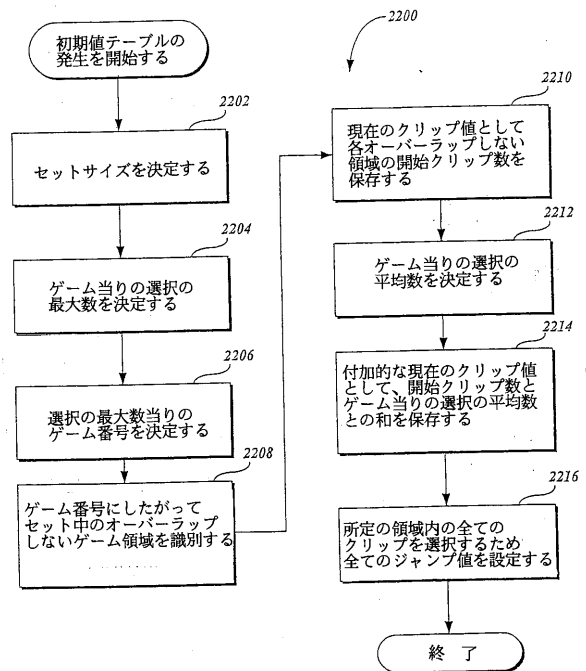 初期値テーブルの
発生を開始する
2202
セットサイズを決定する
2204
ゲーム当りの選択の
最大数を決定する
2206
選択の最大数当りの
ゲーム番号を決定する
2208
ゲーム番号にしたがって
セット中のオーバーラップ
しないゲーム領域を識別する
2200
2210
現在のクリップ値として
各オーバーラップしない
領域の開始クリップ数を
保存する
2212
ゲーム当りの選択の
平均数を決定する
2214
付加的な現在のクリップ値
として、開始クリップ数と
ゲーム当りの選択の平均数
との和を保存する
2216
所定の領域内の全ての
クリップを選択するため
全てのジャンプ値を設定する
終 了